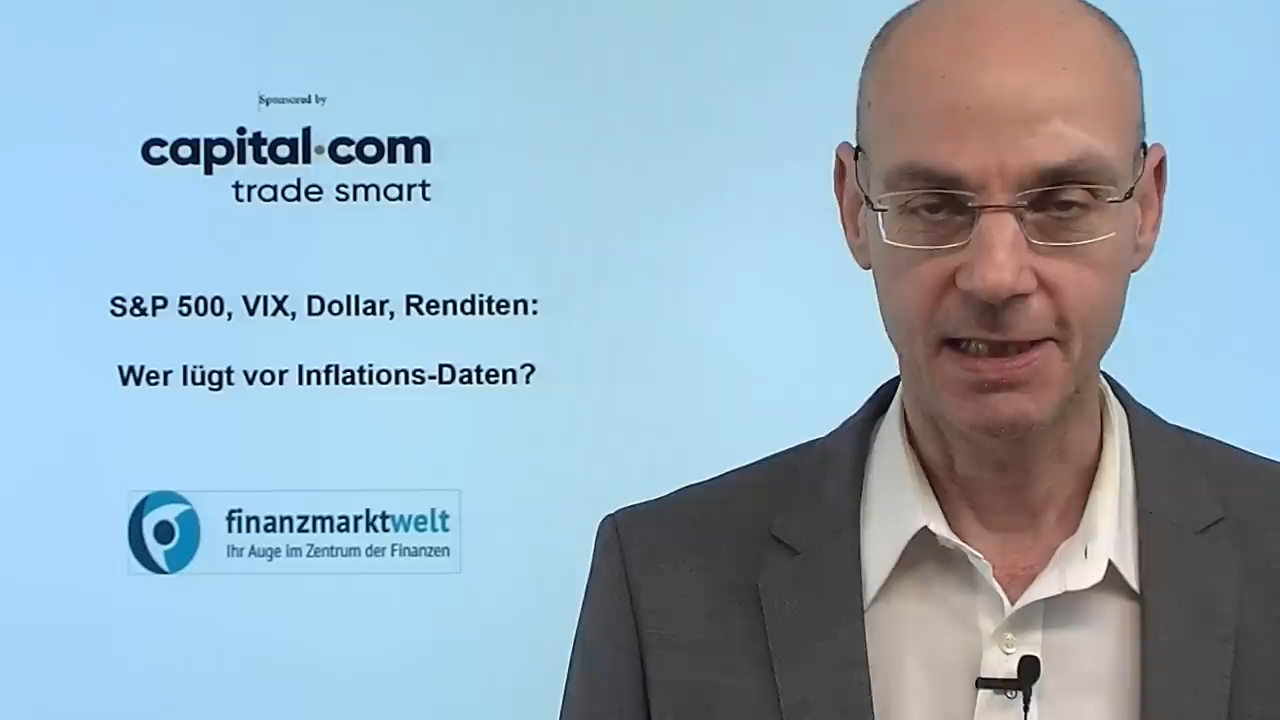 Sponsored by
capital.com
trade smart
S&P 500, VIX, Dollar, Renditen:
Wer lügt vor Inflations-Daten?
finanzmarktwelt
Ihr Auge im Zentrum der Finanzen